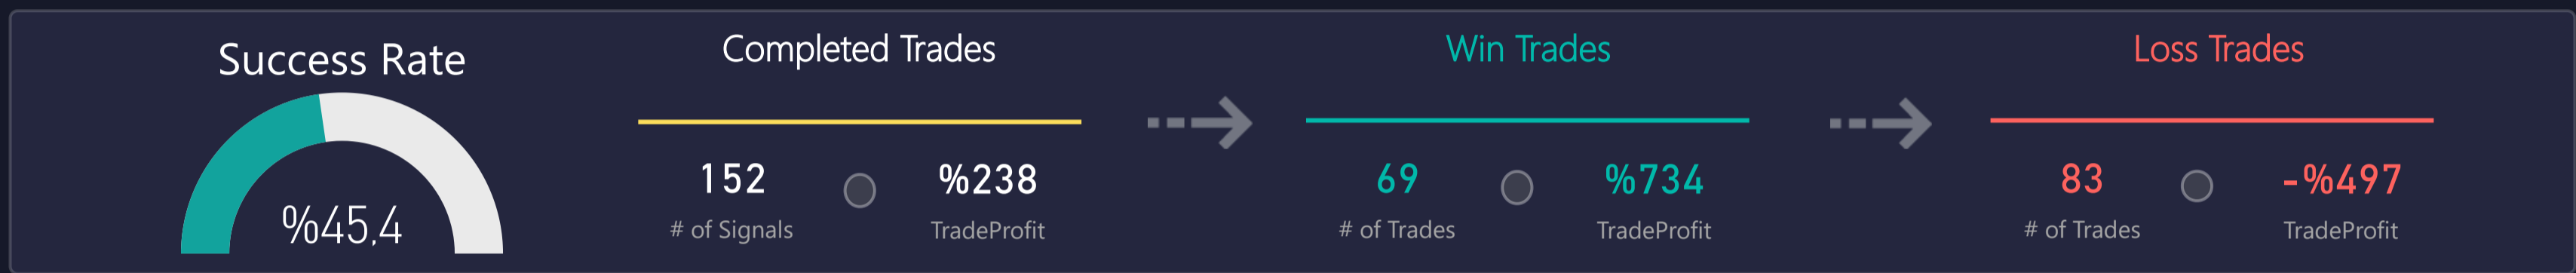 Success Rate
%45,4
Completed Trades
152 %238
# of Signals TradeProfit
Win Trades
69 %734
# of Trades TradeProfit
Loss Trades
83 -%497
# of Trades TradeProfit